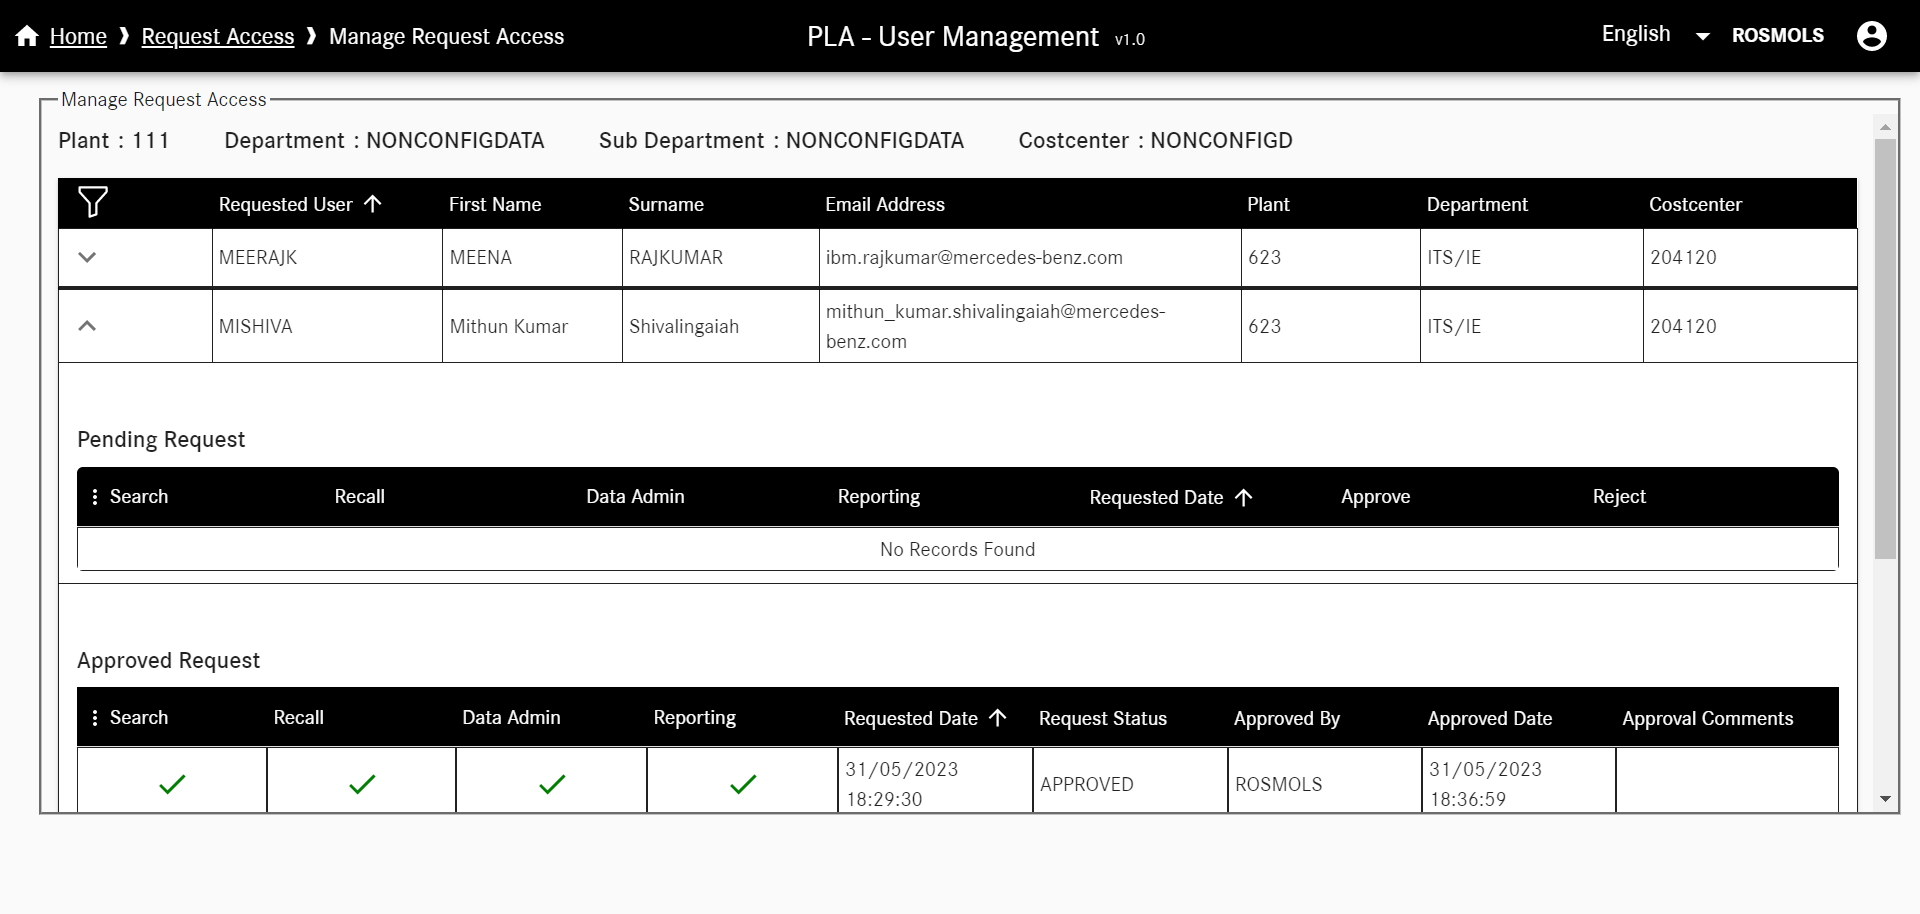 Home ❱ Request Access ❱ Manage Request Access
PLA - User Management v1.0
English ROSMOLS
Manage Request Access
Plant : 111 Department : NONCONFIGDATA Sub Department : NONCONFIGDATA Costcenter : NONCONFIGD
Requested User ↑ First Name Surname Email Address Plant Department Costcenter
MEERAJK MEENA RAJKUMAR ibm.rajkumar@mercedes-benz.com 623 ITS/IE 204120
MISHIVA Mithun Kumar Shivalingaiah mithun_kumar.shivalingaiah@mercedes-
benz.com 623 ITS/IE 204120
Pending Request
Search Recall Data Admin Reporting Requested Date ↑ Approve Reject
No Records Found
Approved Request
Search Recall Data Admin Reporting Requested Date ↑ Request Status Approved By Approved Date Approval Comments
31/05/2023
18:29:30 APPROVED ROSMOLS 31/05/2023
18:36:59